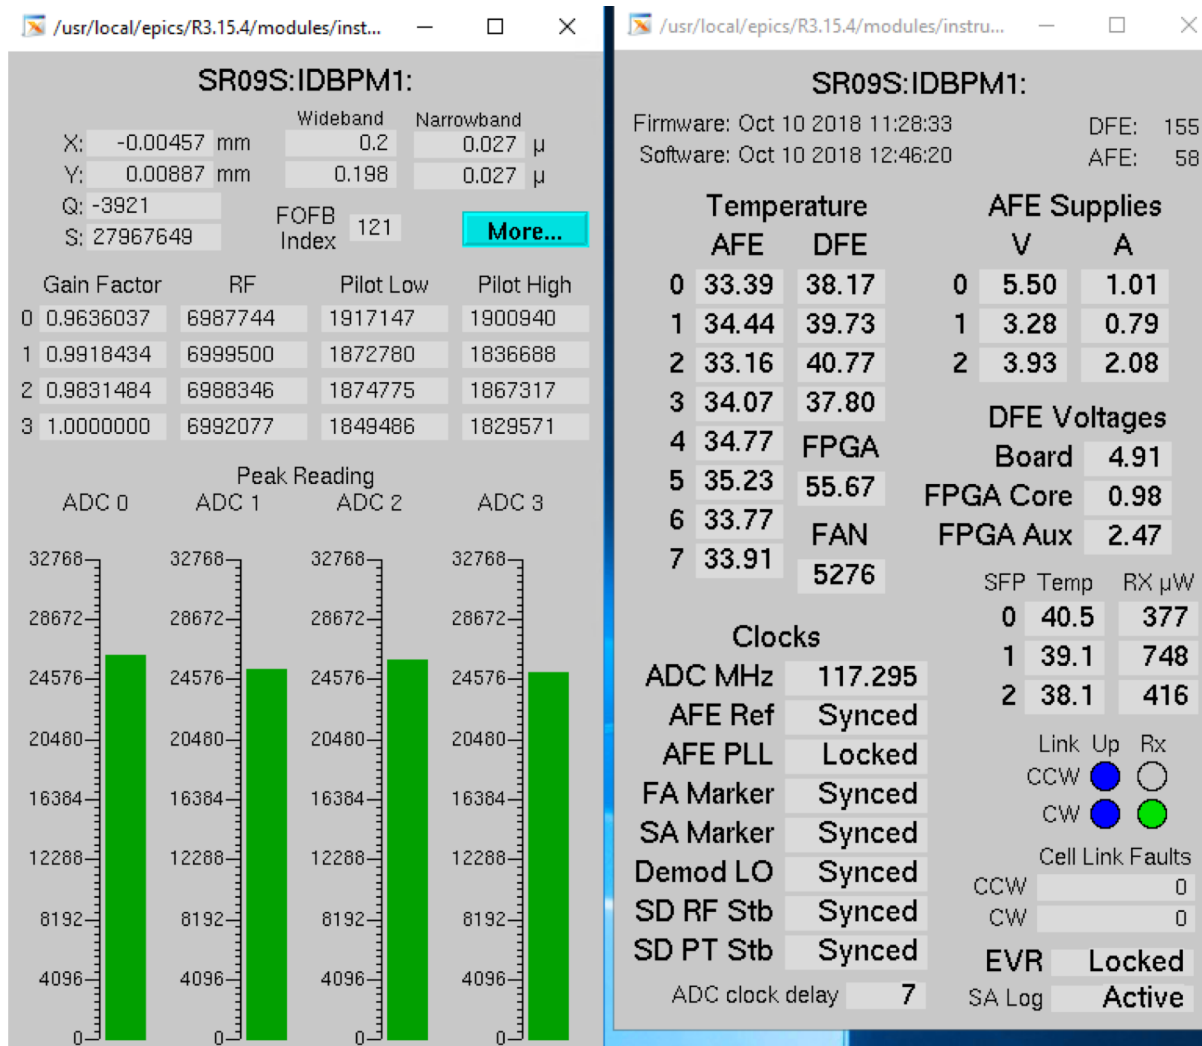 /usr/local/epics/R3.15.4/modules/inst...
SR09S:IDBPM1:
Wideband Narrowband
X: -0.00457 mm 0.2 0.027 µ
Y: 0.00887 mm 0.198 0.027 µ
Q: -3921
S: 27967649
FOFB
Index
121
More...
Gain Factor RF Pilot Low Pilot High
0 0.9636037 6987744 1917147 1900940
1 0.9918434 6999500 1872780 1836688
2 0.9831484 6988346 1874775 1867317
3 1.0000000 6992077 1849486 1829571
Peak Reading
ADC 0 ADC 1 ADC 2 ADC 3
32768 32768 32768 32768
28672 28672 28672 28672
24576 24576 24576 24576
20480 20480 20480 20480
16384 16384 16384 16384
12288 12288 12288 12288
8192 8192 8192 8192
4096 4096 4096 4096
0 0 0 0
/usr/local/epics/R3.15.4/modules/instru...
SR09S:IDBPM1:
Firmware: Oct 10 2018 11:28:33 DFE: 155
Software: Oct 10 2018 12:46:20 AFE: 58
Temperature
AFE DFE
0 33.39 38.17
1 34.44 39.73
2 33.16 40.77
3 34.07 37.80
4 34.77 FPGA
5 35.23 55.67
6 33.77 FAN
7 33.91 5276
AFE Supplies
V A
0 5.50 1.01
1 3.28 0.79
2 3.93 2.08
DFE Voltages
Board 4.91
FPGA Core 0.98
FPGA Aux 2.47
SFP Temp RX µW
0 40.5 377
1 39.1 748
2 38.1 416
Clocks
ADC MHz 117.295
AFE Ref Synced
AFE PLL Locked
FA Marker Synced
SA Marker Synced
Demod LO Synced
SD RF Stb Synced
SD PT Stb Synced
ADC clock delay 7
Link Up Rx
CCW
CW
Cell Link Faults
CCW 0
CW 0
EVR Locked
SA Log Active